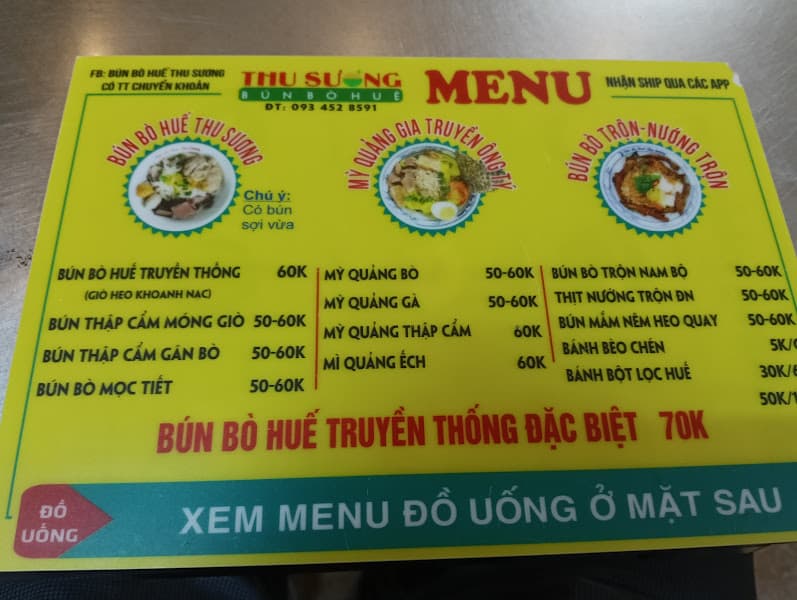 FB: BÚN BÒ HUẾ THU SƯƠNG
CÓ TT CHUYỂN KHOẢN
THU SƯƠNG
BÚN BÒ HUẾ
ĐT: 093 452 8591
MENU
NHẬN SHIP QUA CÁC APP
BÚN BÒ HUẾ THU SƯƠNG
Chú ý:
Có bún
sợi vừa
BÚN BÒ HUẾ TRUYỀN THỐNG 60K
(GIÒ HEO KHOANH NẠC)
BÚN THẬP CẨM MÓNG GIÒ 50-60K
BÚN THẬP CẨM GÂN BÒ 50-60K
BÚN BÒ MỌC TIẾT 50-60K
MỲ QUẢNG GIA TRUYỀN ÔNG TÝ
MỲ QUẢNG BÒ 50-60K
MỲ QUẢNG GÀ 50-60K
MỲ QUẢNG THẬP CẨM 60K
MÌ QUẢNG ẾCH 60K
BÚN BÒ TRỘN-NƯỚNG TRỘN
BÚN BÒ TRỘN NAM BỘ 50-60K
THỊT NƯỚNG TRỘN ĐN 50-60K
BÚN MẮM NÊM HEO QUAY 50-60K
BÁNH BÈO CHÉN 5K/
BÁNH BỘT LỌC HUẾ 30K/
50K/1
BÚN BÒ HUẾ TRUYỀN THỐNG ĐẶC BIỆT 70K
ĐỒ
UỐNG
XEM MENU ĐỒ UỐNG Ở MẶT SAU